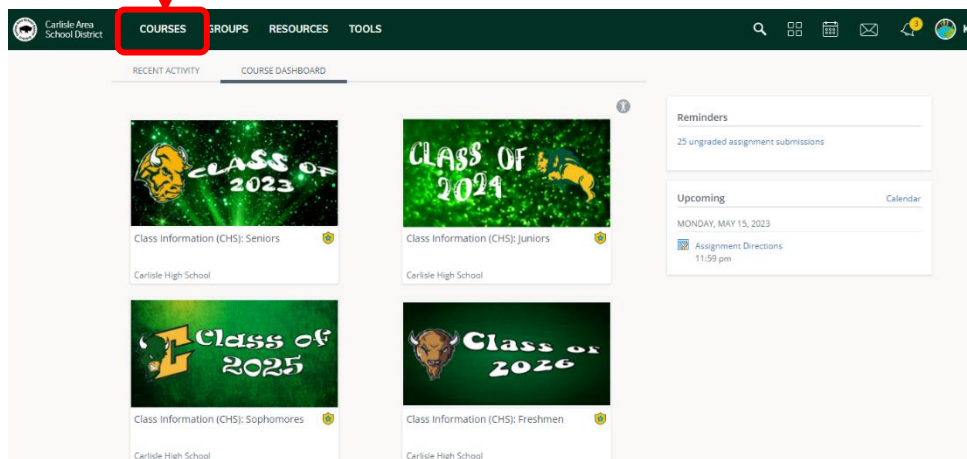 Carlisle Area
School District
COURSES GROUPS RESOURCES TOOLS
3
RECENT ACTIVITY COURSE DASHBOARD
CLASS OF
2023
Class Information (CHS): Seniors
Carlisle High School
CLASS OF
2024
Class Information (CHS): Juniors
Carlisle High School
Class of
2025
Class Information (CHS): Sophomores
Carlisle High School
Class of
2026
Class Information (CHS): Freshmen
Carlisle High School
Reminders
25 ungraded assignment submissions
Upcoming Calendar
MONDAY, MAY 15, 2023
Assignment Directions
11:59 pm